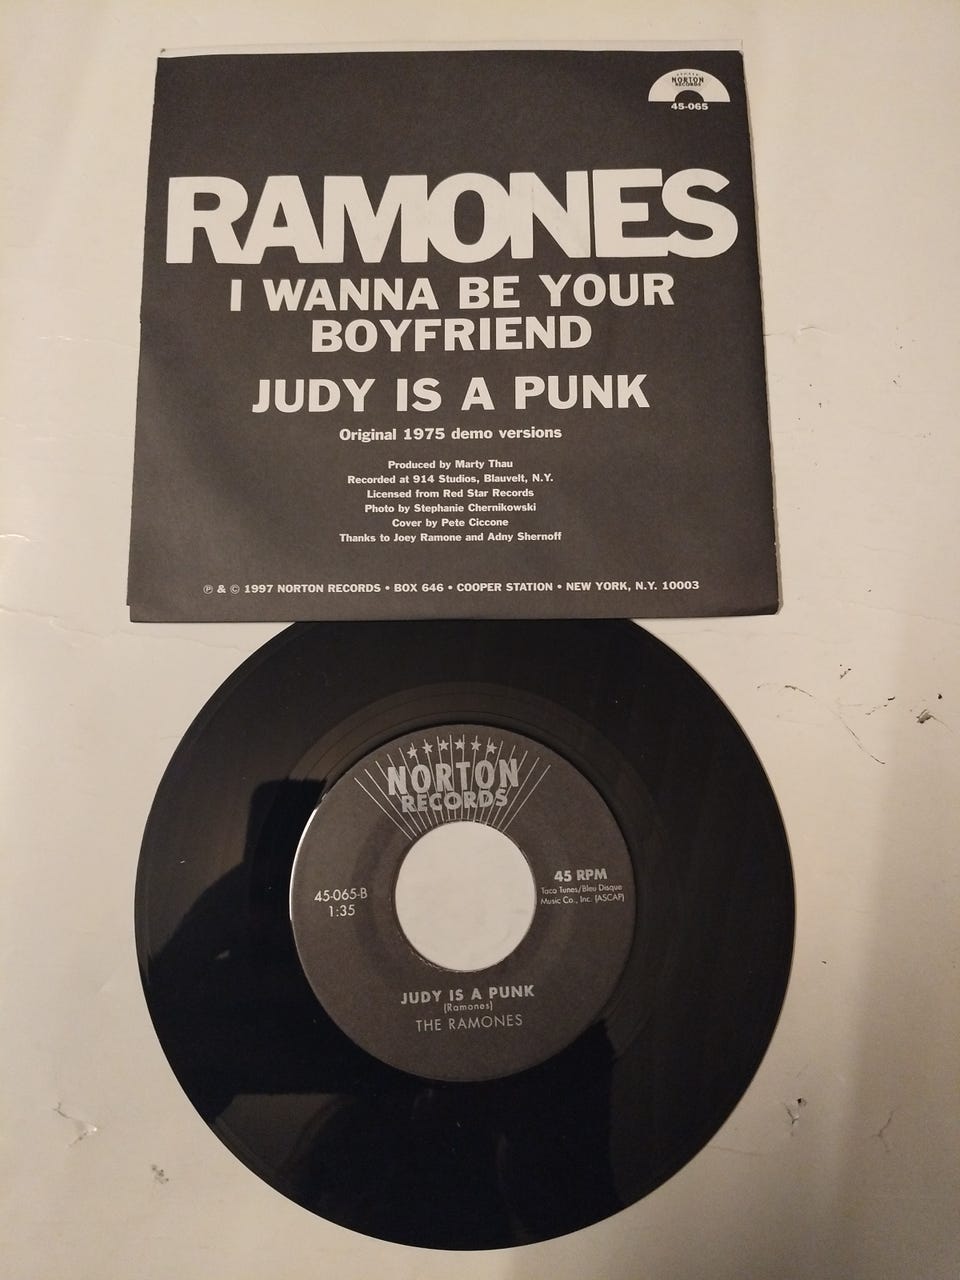 NORTON
RECORDS
45-065
RAMONES
I WANNA BE YOUR
BOYFRIEND
JUDY IS A PUNK
Original 1975 demo versions
Produced by Marty Thau
Recorded at 914 Studios, Blauvelt, N.Y.
Licensed from Red Star Records
Photo by Stephanie Chernikowski
Cover by Pete Ciccone
Thanks to Joey Ramone and Adny Shernoff
℗ & © 1997 NORTON RECORDS • BOX 646 • COOPER STATION • NEW YORK, N.Y. 10003
NORTON
RECORDS
45-065-B
1:35
45 RPM
Taco Tunes/Bleu Disque
Music Co., Inc. (ASCAP)
JUDY IS A PUNK
(Ramones)
THE RAMONES